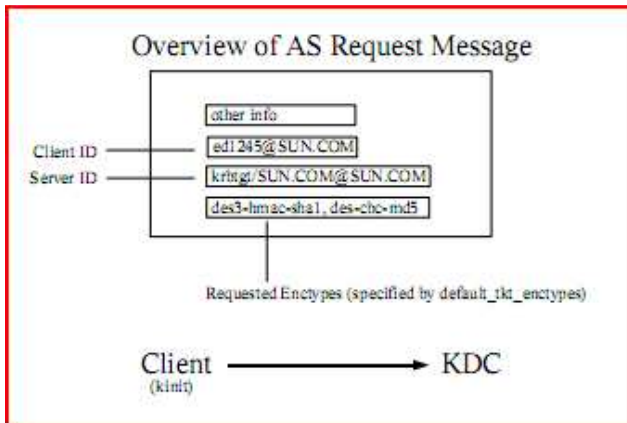 Overview of AS Request Message
other info
Client ID
ed1245@SUN.COM
Server ID
krbtgt/SUN.COM@SUN.COM
des3-hmac-sha1, des-cbc-md5
Requested Enctypes (specified by default_tkt_enctypes)
Client
KDC
(kinit)